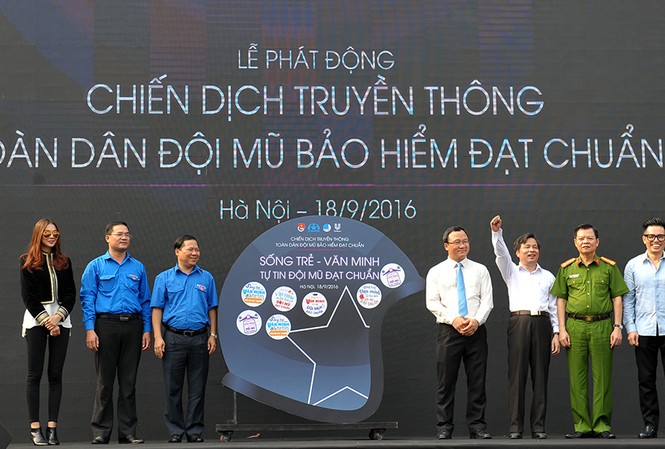 LỄ PHÁT ĐỘNG
CHIẾN DỊCH TRUYỀN THÔNG
ÀN DÂN ĐỘI MŨ BẢO HIỂM ĐẠT CHUẨN
Hà Nội – 18/9/2016
CHIẾN DỊCH TRUYỀN THÔNG
TOÀN DÂN ĐỘI MŨ BẢO HIỂM ĐẠT CHUẨN
SỐNG TRẺ - VĂN MINH
TỰ TIN ĐỘI MŨ ĐẠT CHUẨN
Hà Nội, 18/9/2016